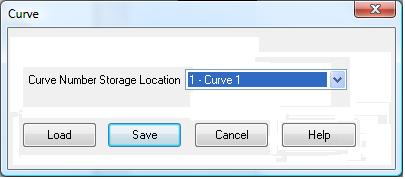 Curve
Curve Number Storage Location 1 - Curve 1
Load Save Cancel Help